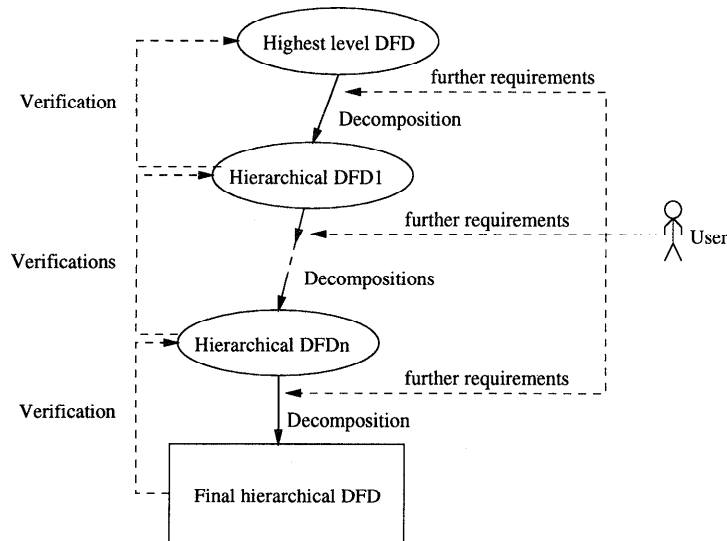 Highest level DFD
further requirements
Verification
Decomposition
Hierarchical DFD1
further requirements
User
Verifications
Decompositions
Hierarchical DFDn
further requirements
Verification
Decomposition
Final hierarchical DFD